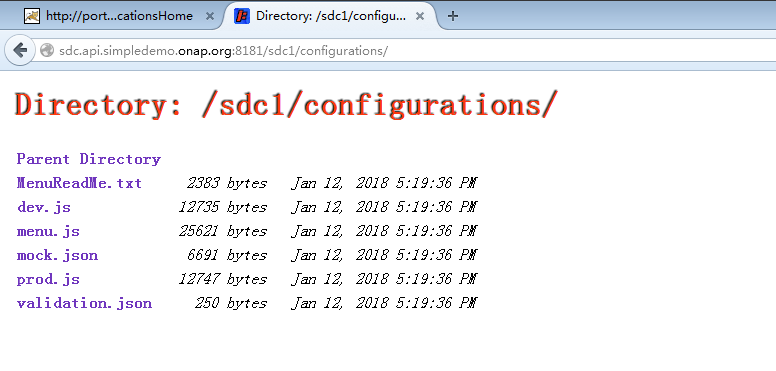 http://port...cationsHome
Directory: /sdc1/configu...
sdc.api.simpledemo.onap.org:8181/sdc1/configurations/
Directory: /sdc1/configurations/
Parent Directory
MenuReadMe.txt 2383 bytes Jan 12, 2018 5:19:36 PM
dev.js 12735 bytes Jan 12, 2018 5:19:36 PM
menu.js 25621 bytes Jan 12, 2018 5:19:36 PM
mock.json 6691 bytes Jan 12, 2018 5:19:36 PM
prod.js 12747 bytes Jan 12, 2018 5:19:36 PM
validation.json 250 bytes Jan 12, 2018 5:19:36 PM